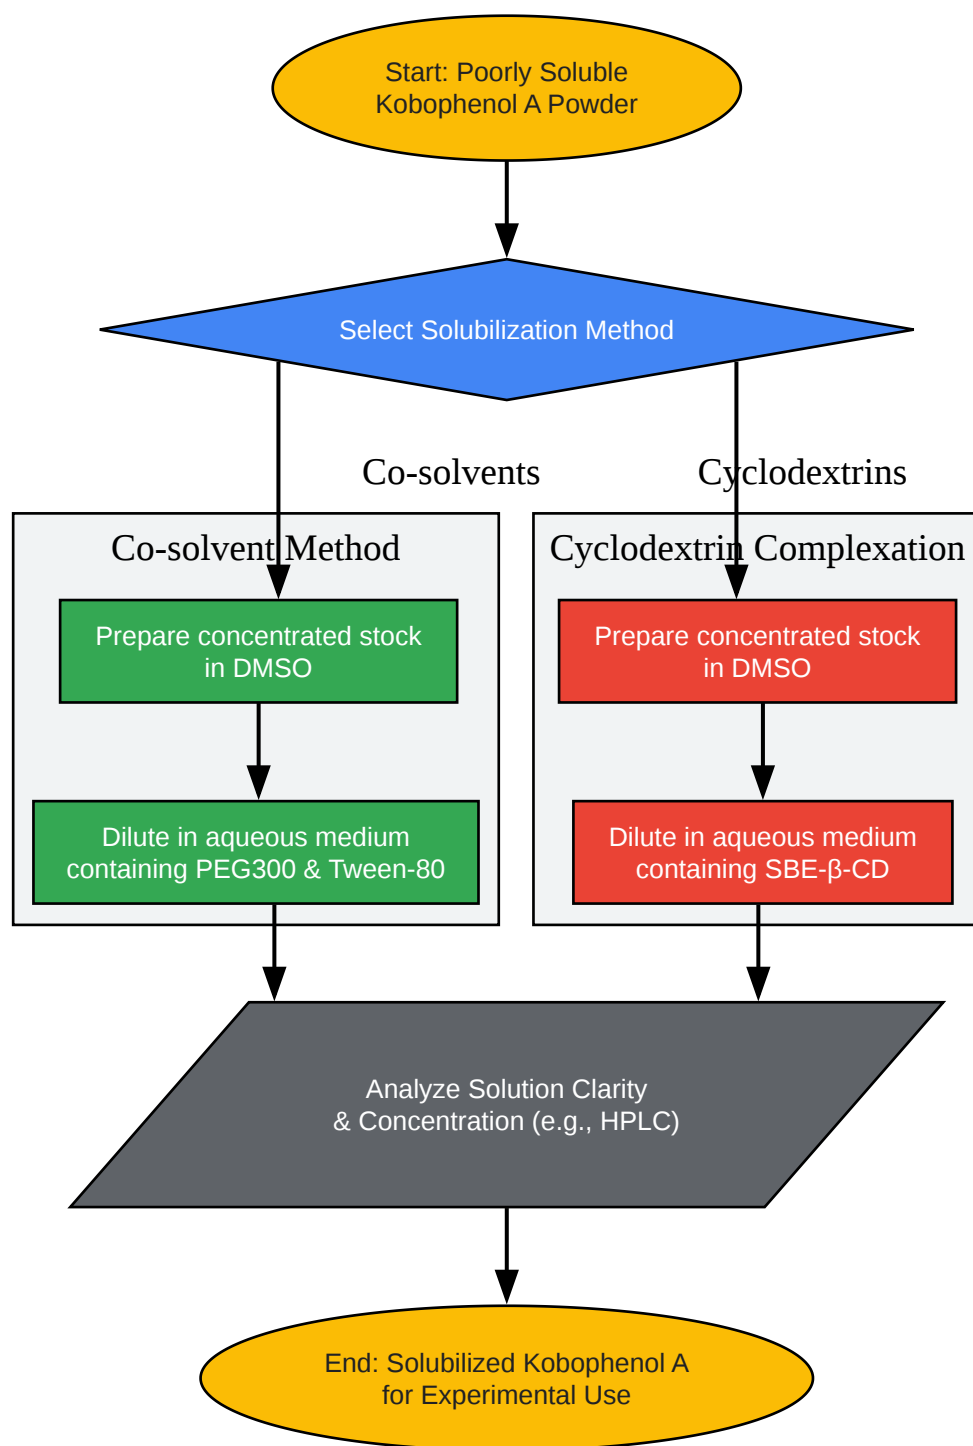 Start: Poorly Soluble
Kobophenol A Powder
Select Solubilization Method
Co-solvents
Cyclodextrins
Co-solvent Method
Prepare concentrated stock
in DMSO
Dilute in aqueous medium
containing PEG300 & Tween-80
Cyclodextrin Complexation
Prepare concentrated stock
in DMSO
Dilute in aqueous medium
containing SBE-β-CD
Analyze Solution Clarity
& Concentration (e.g., HPLC)
End: Solubilized Kobophenol A
for Experimental Use